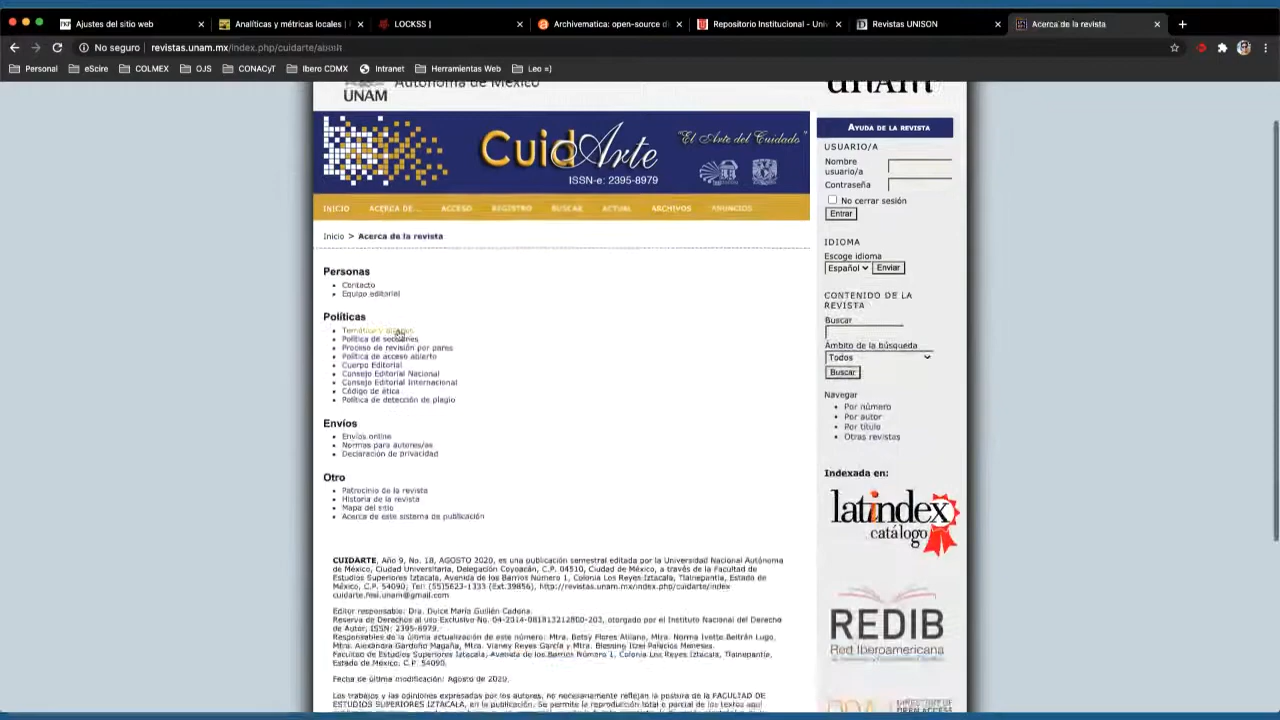 Ajustes del sitio web
Analíticas y métricas locales |
LOCKSS |
Archivematica: open-source d
Repositorio Institucional - Univ
Revistas UNISON
Acerca de la revista
No seguro | revistas.unam.mx/index.php/cuidarte/about
Personal
eScire
COLMEX
OJS
CONACyT
Ibero CDMX
Intranet
Herramientas Web
Leo =)
UNAM
Autónoma de México
unam
CuidArte
"El Arte del Cuidado"
ISSN-e: 2395-8979
INICIO ACERCA DE... ACCESO REGISTRO BUSCAR ACTUAL ARCHIVOS ANUNCIOS
Inicio > Acerca de la revista
Personas
Contacto
Equipo editorial
Políticas
Temática y alcance
Política de secciones
Proceso de revisión por pares
Política de acceso abierto
Cuerpo Editorial
Consejo Editorial Nacional
Consejo Editorial Internacional
Código de ética
Política de detección de plagio
Envíos
Envíos online
Normas para autores/as
Declaración de privacidad
Otro
Patrocinio de la revista
Historia de la revista
Mapa del sitio
Acerca de este sistema de publicación
CUIDARTE, Año 9, No. 18, AGOSTO 2020, es una publicación semestral editada por la Universidad Nacional Autónoma
de México, Ciudad Universitaria, Delegación Coyoacán, C.P. 04510, Ciudad de México, a través de la Facultad de
Estudios Superiores Iztacala, Avenida de los Barrios Número 1, Colonia Los Reyes Iztacala, Tlalnepantla, Estado de
México, C.P. 54090, Tel: (55)5623-1333 (Ext.39856), http://revistas.unam.mx/index.php/cuidarte/index
cuidarte.fesi.unam@gmail.com
Editor responsable: Dra. Dulce María Guillén Cadena.
Reserva de Derechos al uso Exclusivo No. 04-2014-081813212800-203, otorgado por el Instituto Nacional del Derecho
de Autor, ISSN: 2395-8979.
Responsables de la última actualización de este número: Mtra. Betsy Flores Atilano, Mtra. Norma Ivette Beltrán Lugo,
Mtra. Alexandra Gardoño Magaña, Mtra. Vianey Reyes García y Mtra. Blessing Itzel Palacios Meneses.
Facultad de Estudios Superiores Iztacala, Avenida de los Barrios Número 1, Colonia Los Reyes Iztacala, Tlalnepantla,
Estado de México, C.P. 54090.
Fecha de última modificación: Agosto de 2020.
Los trabajos y las opiniones expresadas por los autores, no necesariamente reflejan la postura de la FACULTAD DE
ESTUDIOS SUPERIORES IZTACALA, en la publicación. Se permite la reproducción total o parcial de los textos aquí
AYUDA DE LA REVISTA
USUARIO/A
Nombre
usuario/a
Contraseña
No cerrar sesión
Entrar
IDIOMA
Escoge idioma
Español Enviar
CONTENIDO DE LA
REVISTA
Buscar
Ámbito de la búsqueda
Todos
Buscar
Navegar
Por número
Por autor
Por título
Otras revistas
Indexada en:
latindex
catálogo
REDIB
Red Iberoamericana
DIRECTORY OF
OPEN ACCESS